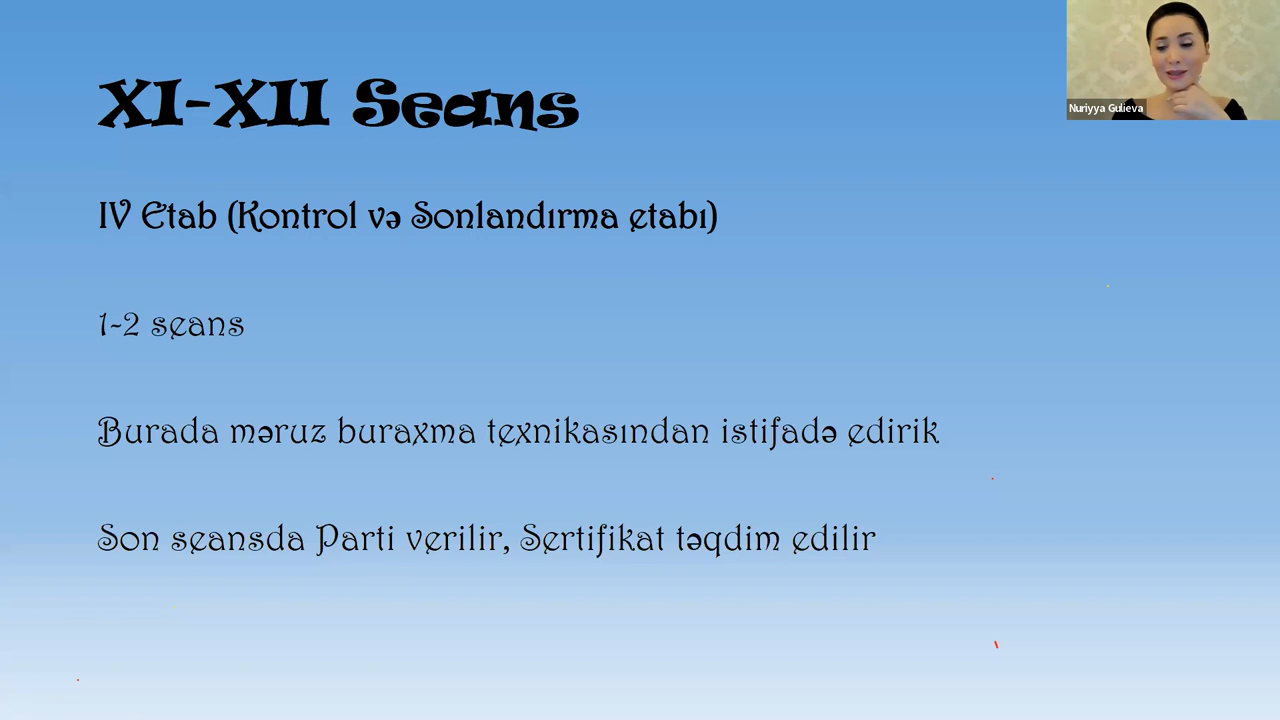 XI-XII Seans
Nuriyya Gulieva
IV Etab (Kontrol və Sonlandırma etabı)
1-2 seans
Burada məruz buraxma texnikasından istifadə edirik
Son seansda Parti verilir, Sertifikat təqdim edilir